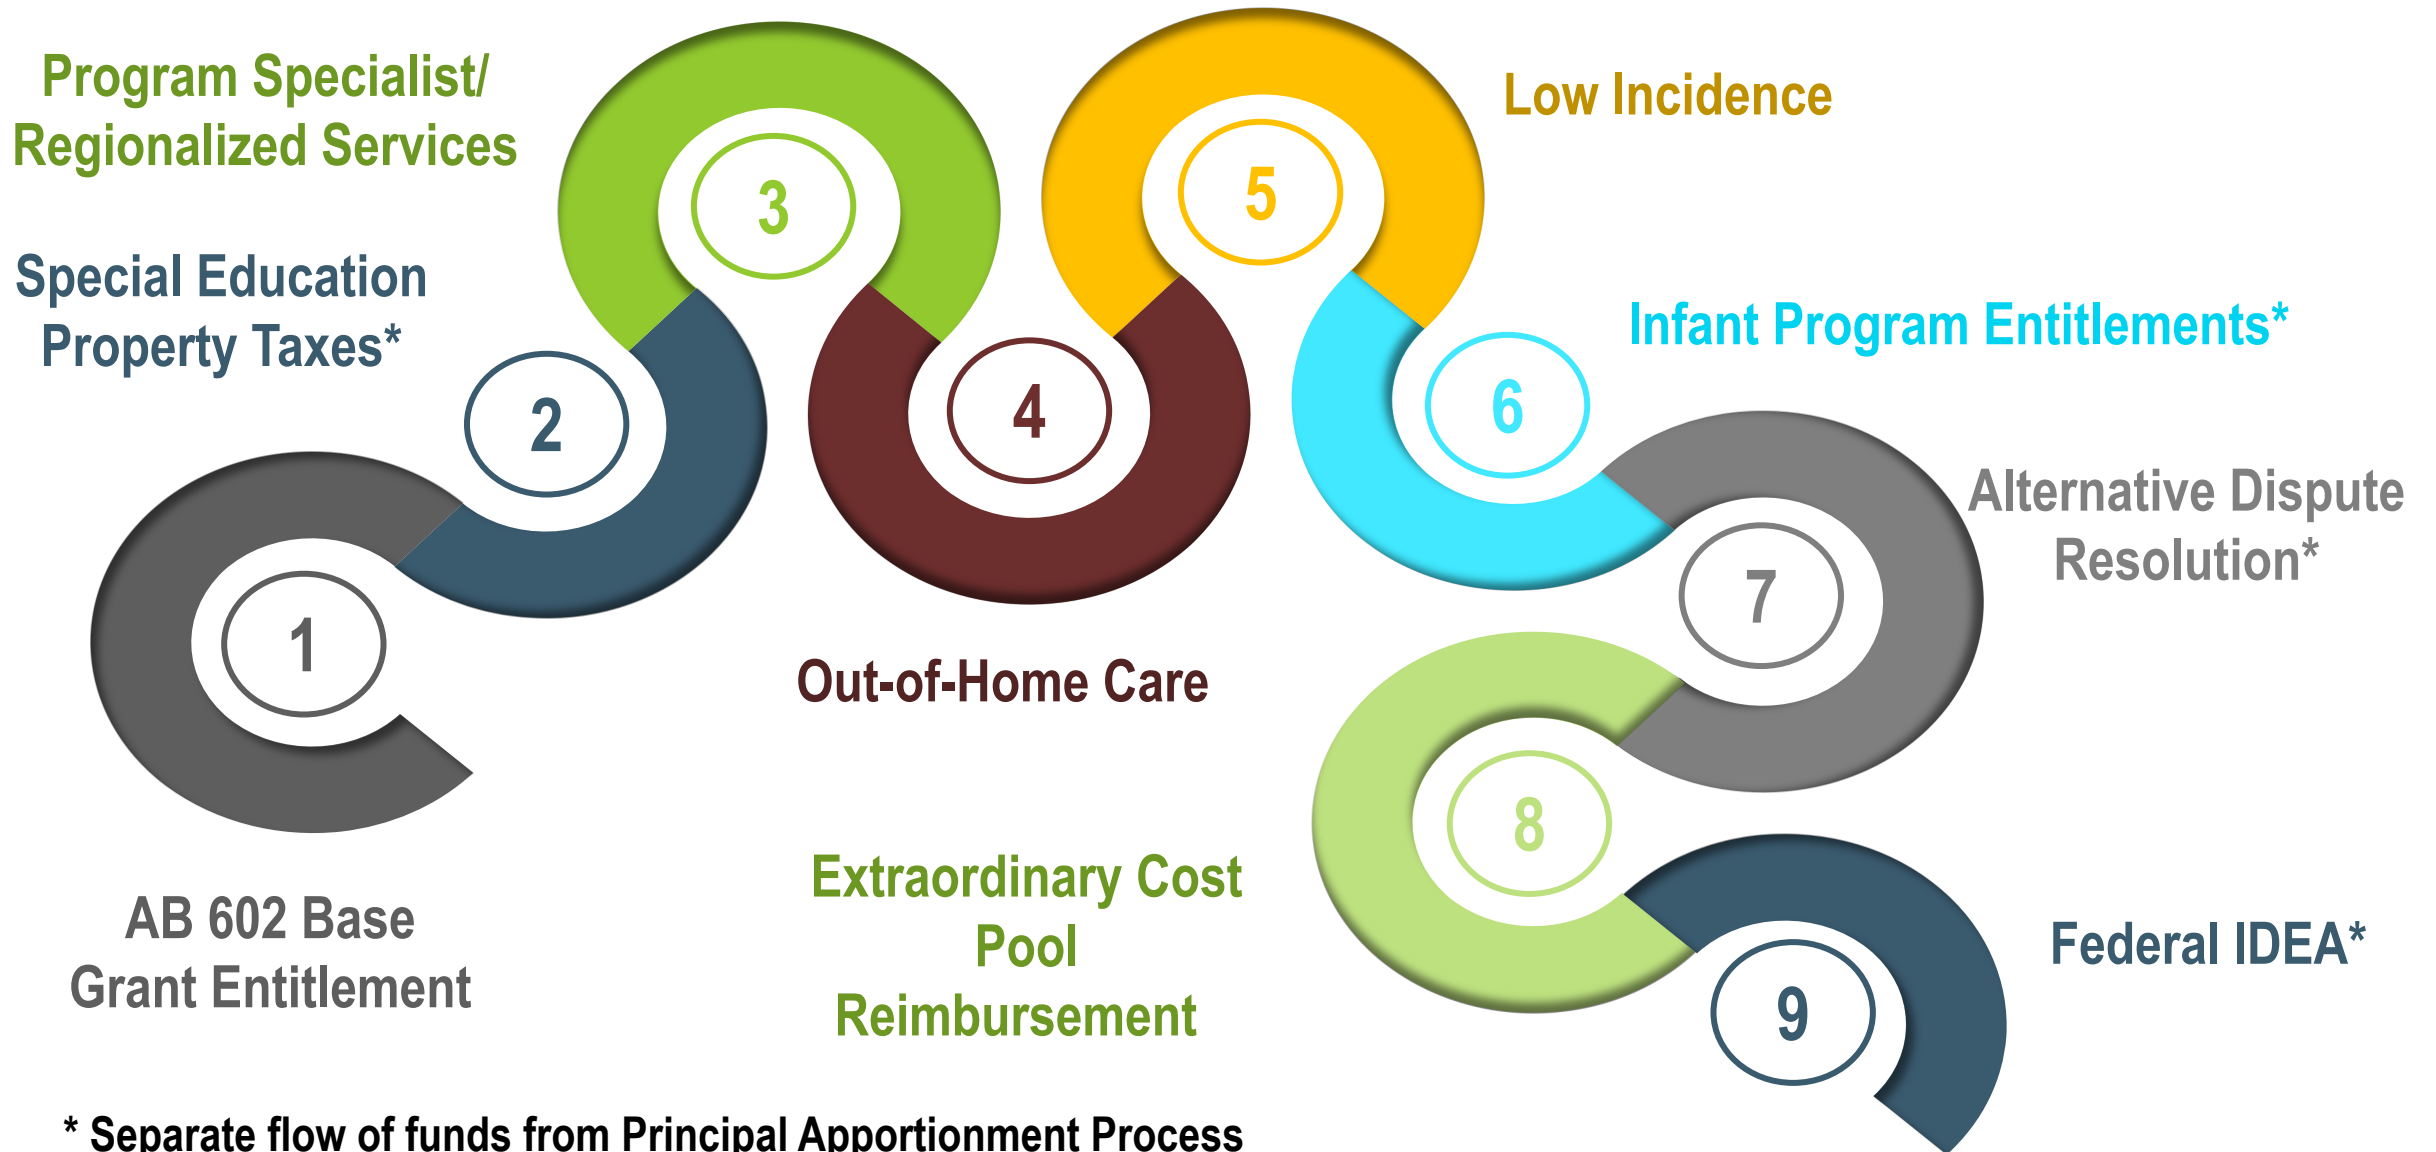 1
AB 602 Base
Grant Entitlement
2
Special Education
Property Taxes*
3
Program Specialist/
Regionalized Services
4
Out-of-Home Care
5
Low Incidence
6
Infant Program Entitlements*
7
Alternative Dispute
Resolution*
8
Extraordinary Cost
Pool
Reimbursement
9
Federal IDEA*
* Separate flow of funds from Principal Apportionment Process